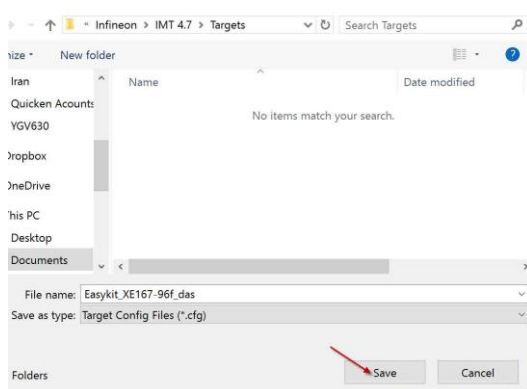 « Infineon > IMT 4.7 > Targets
Search Targets
nize
New folder
Name
Date modified
No items match your search.
Iran
Quicken Acounts
YGV630
Dropbox
OneDrive
This PC
Desktop
Documents
File name: Easykit_XE167-96f_das
Save as type: Target Config Files (*.cfg)
Folders
Save
Cancel